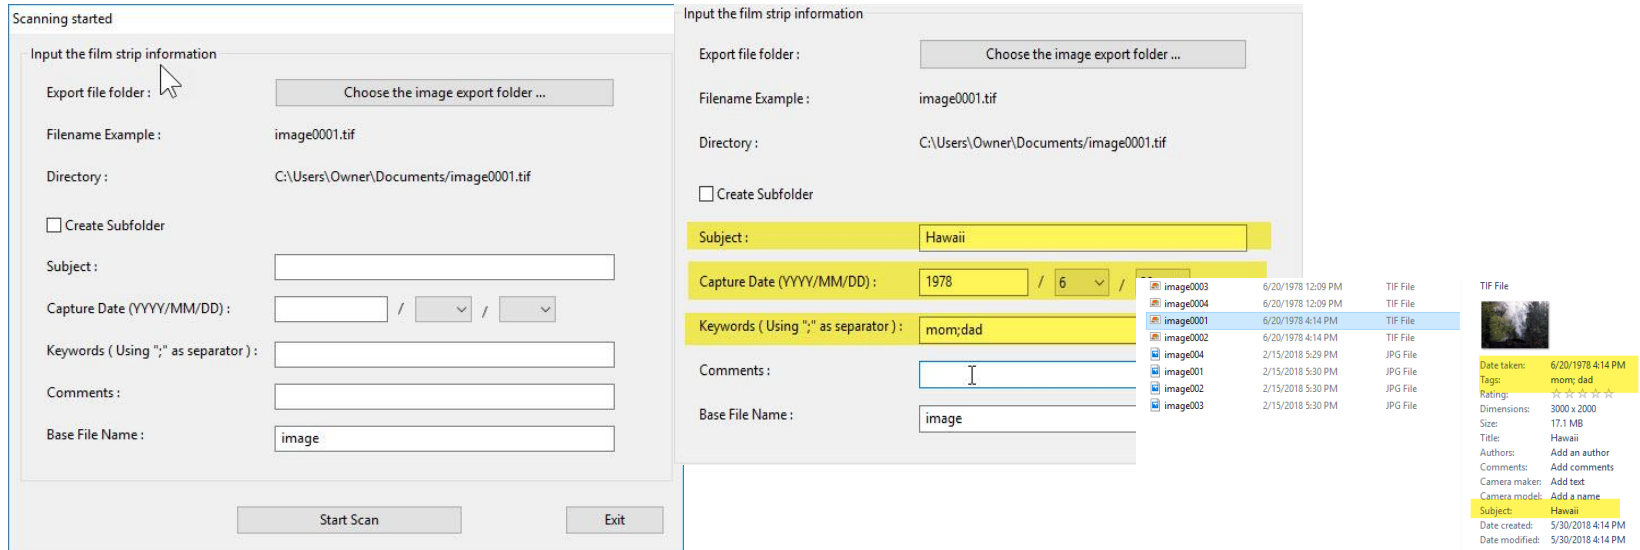 Scanning started
Input the film strip information
Export file folder :
Choose the image export folder ...
Filename Example :
image0001.tif
Directory :
C:\Users\Owner\Documents/image0001.tif
Create Subfolder
Subject :
Capture Date (YYYY/MM/DD) :
/
/
Keywords ( Using ";" as separator ) :
Comments :
Base File Name :
image
Start Scan
Exit
Input the film strip information
Export file folder :
Choose the image export folder ...
Filename Example :
image0001.tif
Directory :
C:\Users\Owner\Documents/image0001.tif
Create Subfolder
Subject :
Hawaii
Capture Date (YYYY/MM/DD) :
1978 / 6 /
Keywords ( Using ";" as separator ) :
mom;dad
Comments :
Base File Name :
image
image0003 6/20/1978 12:09 PM TIF File
image0004 6/20/1978 12:09 PM TIF File
image0001 6/20/1978 4:14 PM TIF File
image0002 6/20/1978 4:14 PM TIF File
image004 2/15/2018 5:29 PM JPG File
image001 2/15/2018 5:30 PM JPG File
image002 2/15/2018 5:30 PM JPG File
image003 2/15/2018 5:30 PM JPG File
TIF File
Date taken: 6/20/1978 4:14 PM
Tags: mom; dad
Rating:
Dimensions: 3000 x 2000
Size: 17.1 MB
Title: Hawaii
Authors: Add an author
Comments: Add comments
Camera maker: Add text
Camera model: Add a name
Subject: Hawaii
Date created: 5/30/2018 4:14 PM
Date modified: 5/30/2018 4:14 PM